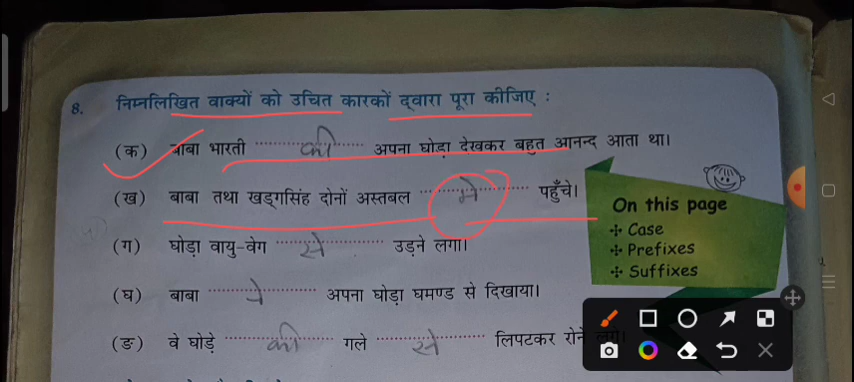 8. निम्नलिखित वाक्यों को उचित कारकों द्वारा पूरा कीजिए :
(क) बाबा भारती की अपना घोड़ा देखकर बहुत आनन्द आता था।
(ख) बाबा तथा खड्गसिंह दोनों अस्तबल में पहुँचे।
(ग) घोड़ा वायु-वेग से उड़ने लगा।
(घ) बाबा ने अपना घोड़ा घमण्ड से दिखाया।
(ङ) वे घोड़े की गले से लिपटकर रोने लगे।
On this page
Case
Prefixes
Suffixes